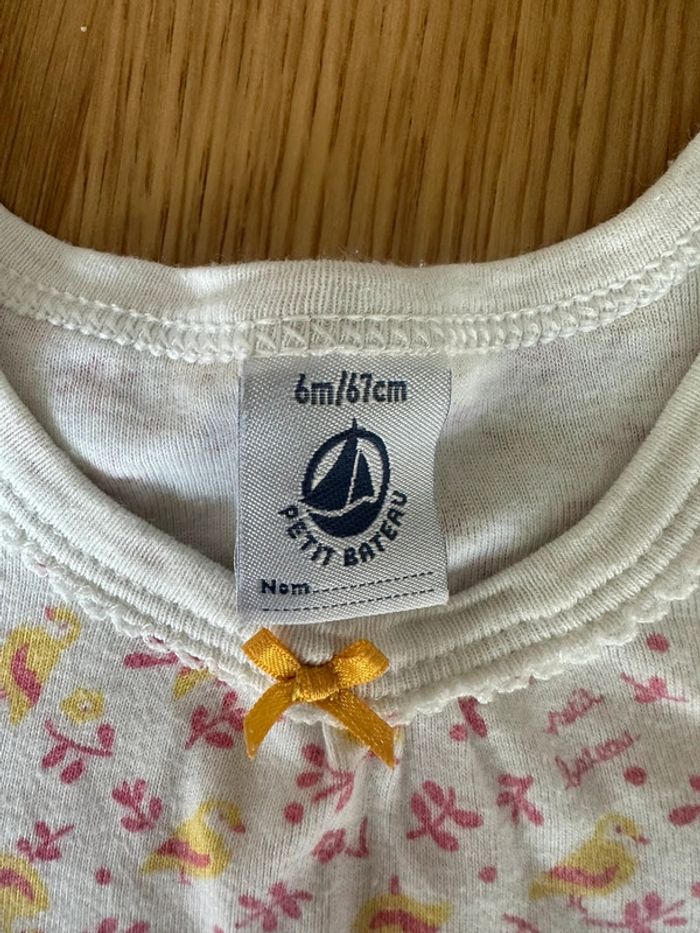 6m/67cm
PETIT BATEAU
Nom
petit
bateau